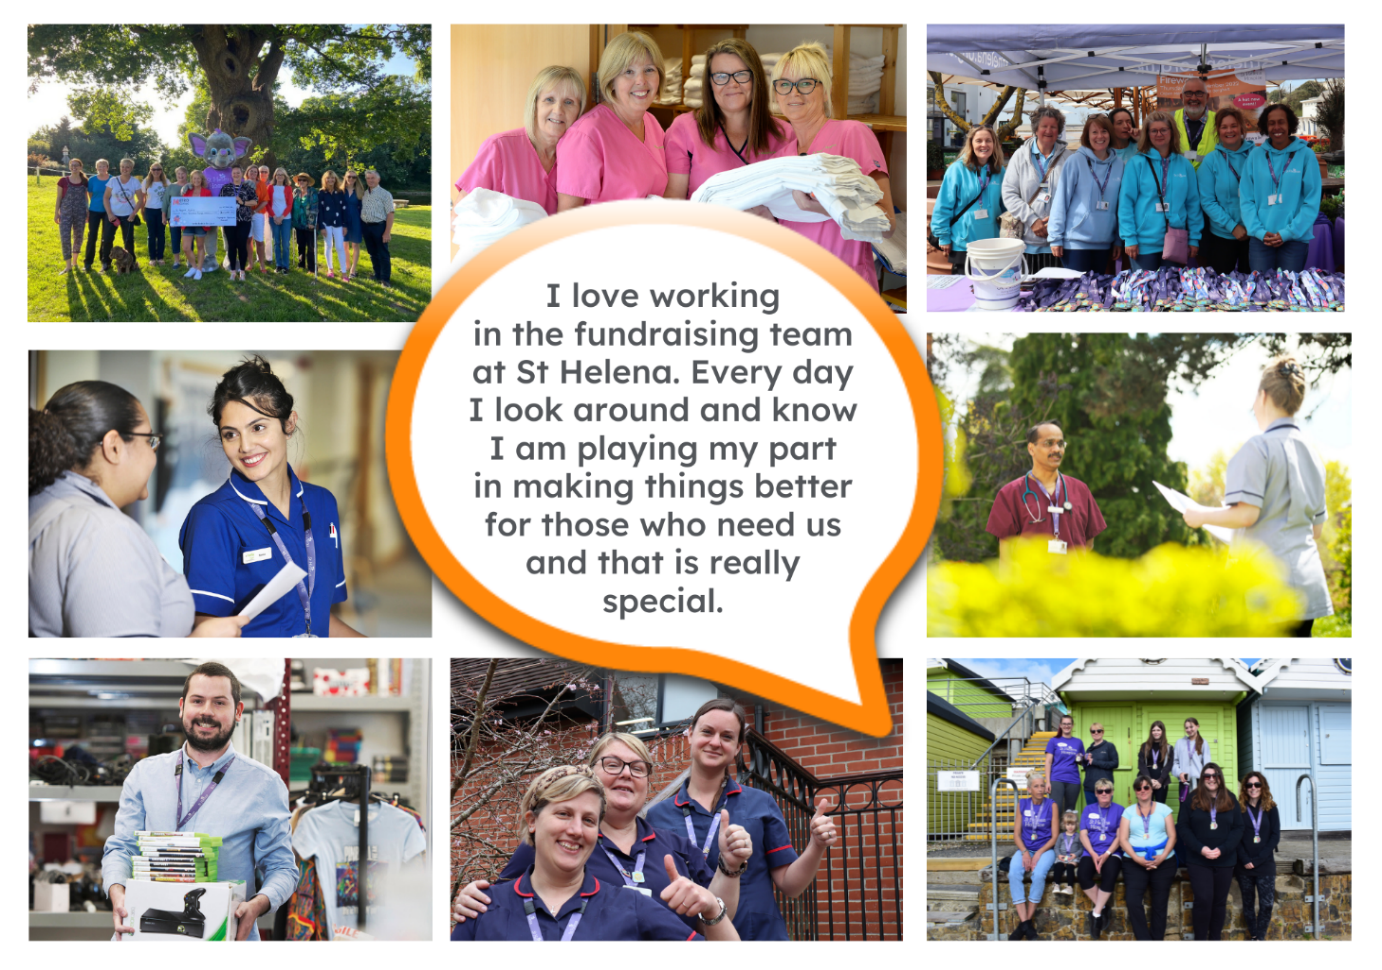 I love working
in the fundraising team
at St Helena. Every day
I look around and know
I am playing my part
in making things better
for those who need us
and that is really
special.